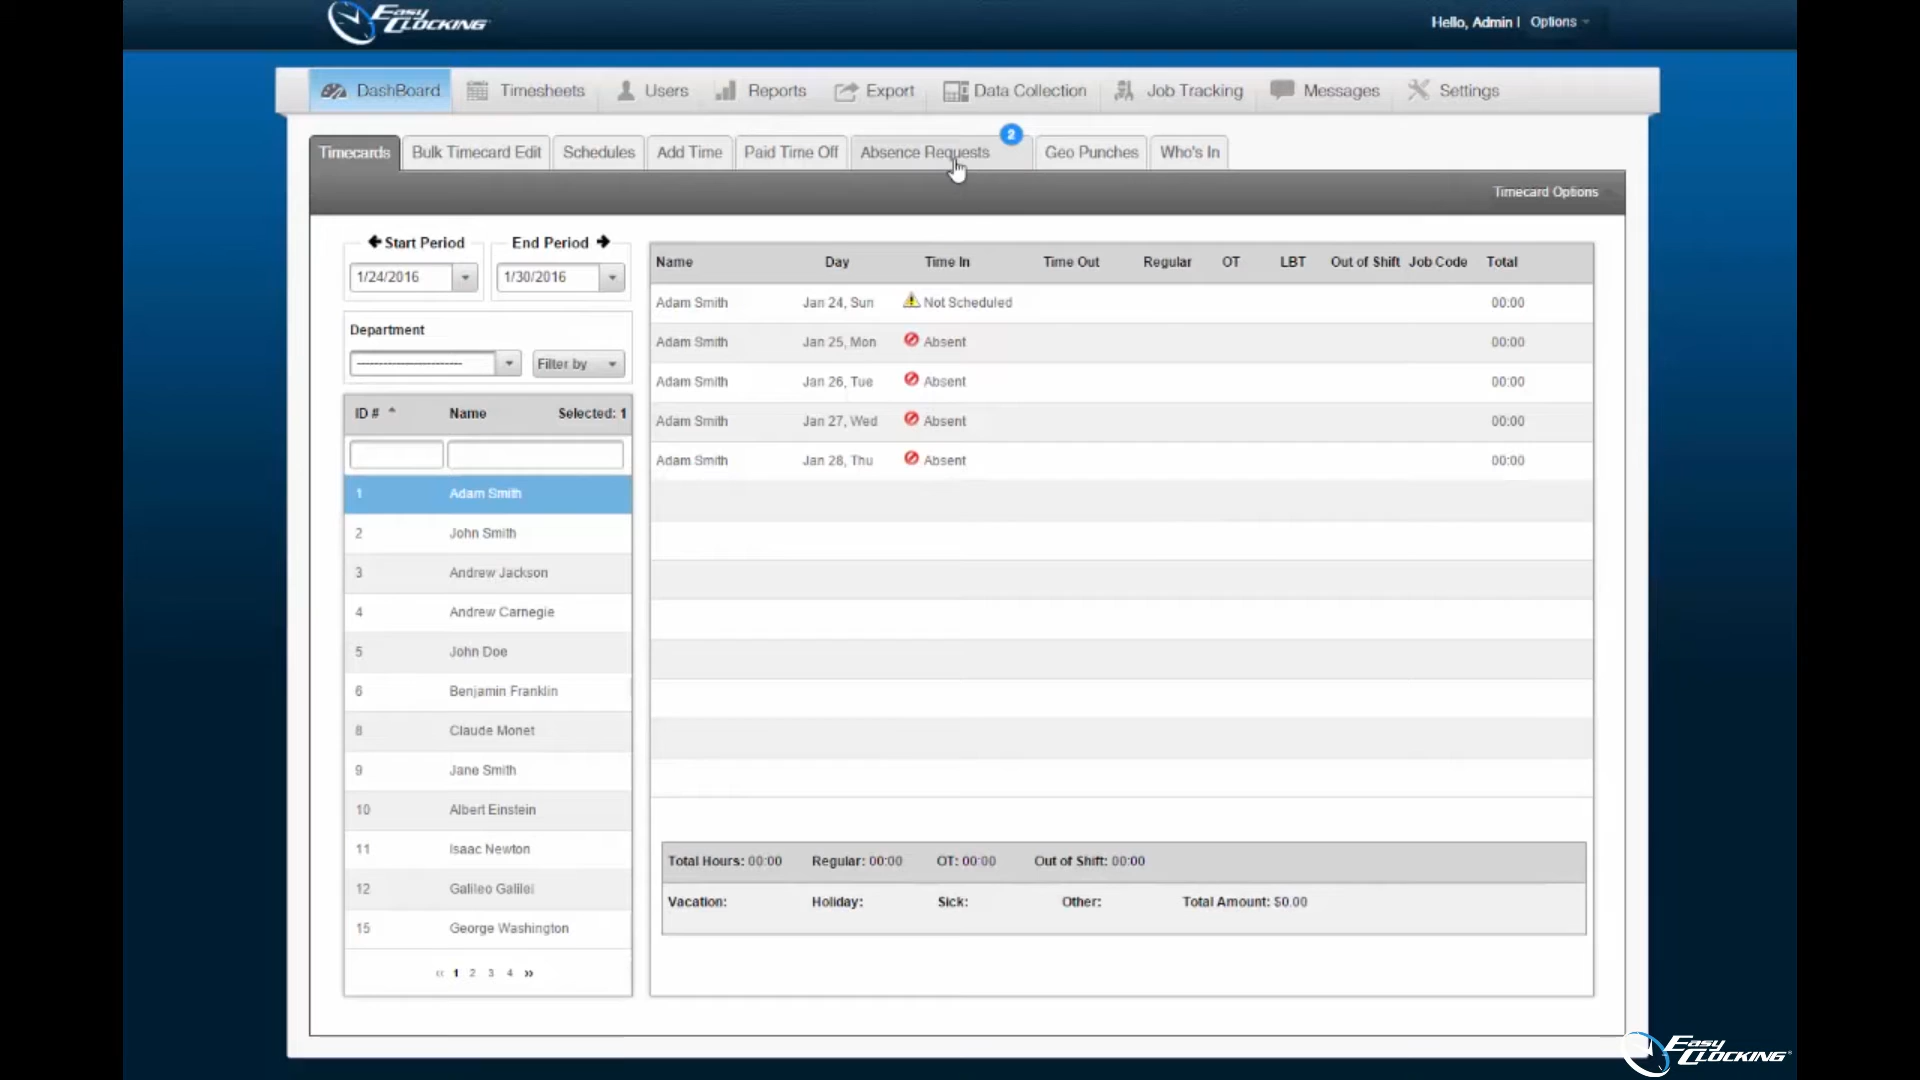 Easy Clocking
Hello, Admin | Options
DashBoard Timesheets Users Reports Export Data Collection Job Tracking Messages Settings
2
Timecards Bulk Timecard Edit Schedules Add Time Paid Time Off Absence Requests Geo Punches Who's In
Timecard Options
Start Period End Period
1/24/2016 1/30/2016
Department
------------------------ Filter by
ID # Name Selected: 1
1 Adam Smith
2 John Smith
3 Andrew Jackson
4 Andrew Carnegie
5 John Doe
6 Benjamin Franklin
8 Claude Monet
9 Jane Smith
10 Albert Einstein
11 Isaac Newton
12 Galileo Galilei
15 George Washington
« 1 2 3 4 »
Name Day Time In Time Out Regular OT LBT Out of Shift Job Code Total
Adam Smith Jan 24, Sun Not Scheduled 00:00
Adam Smith Jan 25, Mon Absent 00:00
Adam Smith Jan 26, Tue Absent 00:00
Adam Smith Jan 27, Wed Absent 00:00
Adam Smith Jan 28, Thu Absent 00:00
Total Hours: 00:00 Regular: 00:00 OT: 00:00 Out of Shift: 00:00
Vacation: Holiday: Sick: Other: Total Amount: $0.00
Easy Clocking